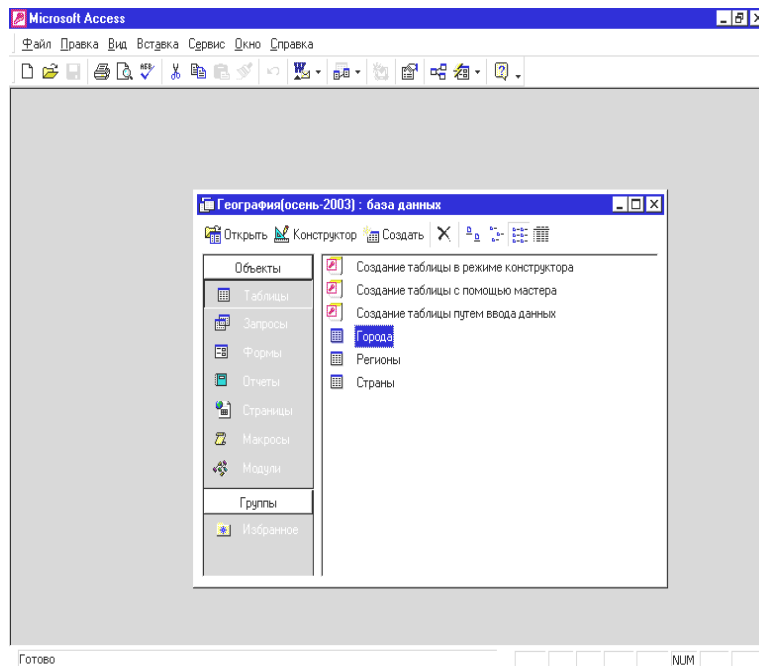 Microsoft Access
Файл Правка Вид Вставка Сервис Окно Справка
География(осень-2003) : база данных
Открыть Конструктор Создать
Объекты
Таблицы
Запросы
Формы
Отчеты
Страницы
Макросы
Модули
Группы
Избранное
Создание таблицы в режиме конструктора
Создание таблицы с помощью мастера
Создание таблицы путем ввода данных
Города
Регионы
Страны
Готово NUM